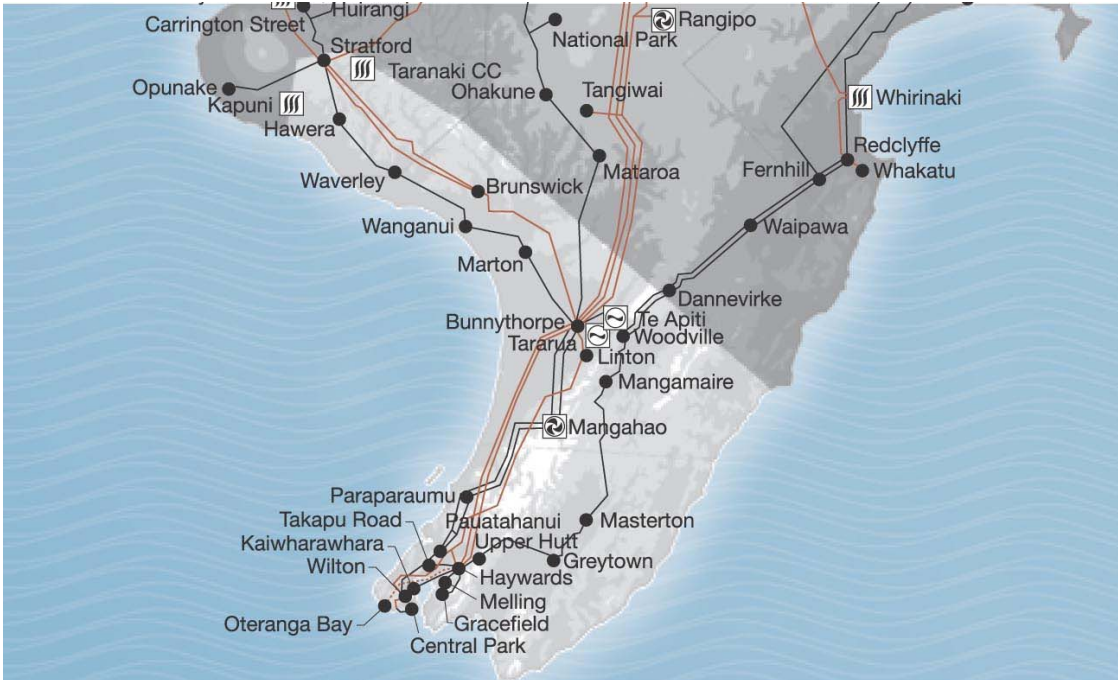 Huirangi
Carrington Street
Rangipo
National Park
Stratford
Taranaki CC
Opunake
Kapuni
Ohakune
Tangiwai
Whirinaki
Hawera
Redclyffe
Mataroa
Fernhill
Whakatu
Waverley
Brunswick
Wanganui
Waipawa
Marton
Dannevirke
Bunnythorpe
Te Apiti
Tararua
Woodville
Linton
Mangamaire
Mangahao
Paraparaumu
Takapu Road
Pauatahanui
Masterton
Kaiwharawhara
Upper Hutt
Wilton
Greytown
Haywards
Melling
Oteranga Bay
Gracefield
Central Park